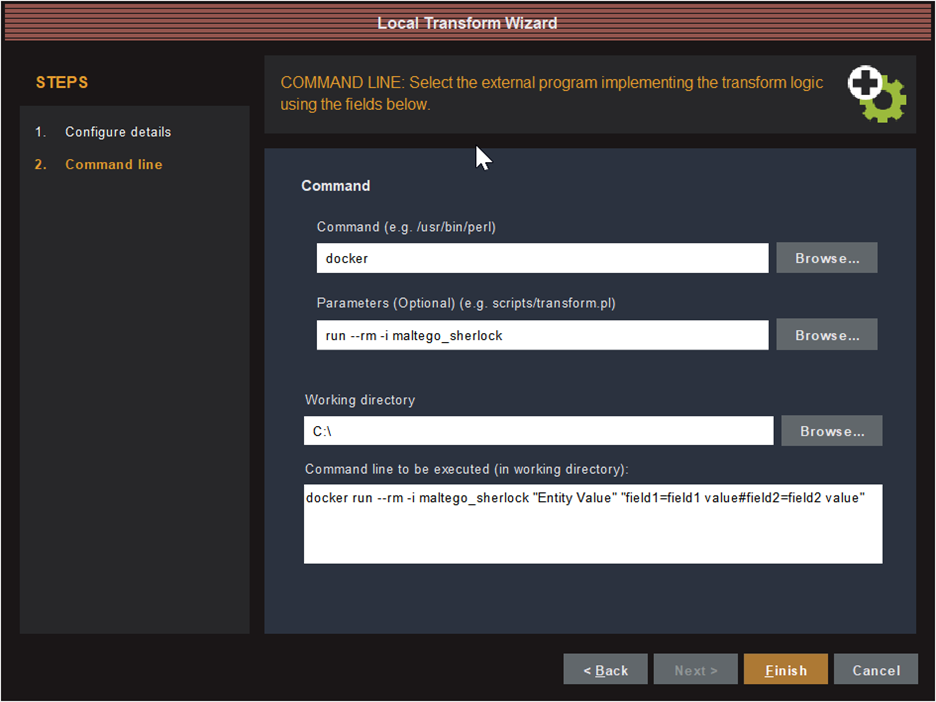 Local Transform Wizard
STEPS
1. Configure details
2. Command line
COMMAND LINE: Select the external program implementing the transform logic
using the fields below.
Command
Command (e.g. /usr/bin/perl)
docker
Browse...
Parameters (Optional) (e.g. scripts/transform.pl)
run --rm -i maltego_sherlock
Browse...
Working directory
C:\
Browse...
Command line to be executed (in working directory):
docker run --rm -i maltego_sherlock "Entity Value" "field1=field1 value#field2=field2 value"
< Back
Next >
Finish
Cancel